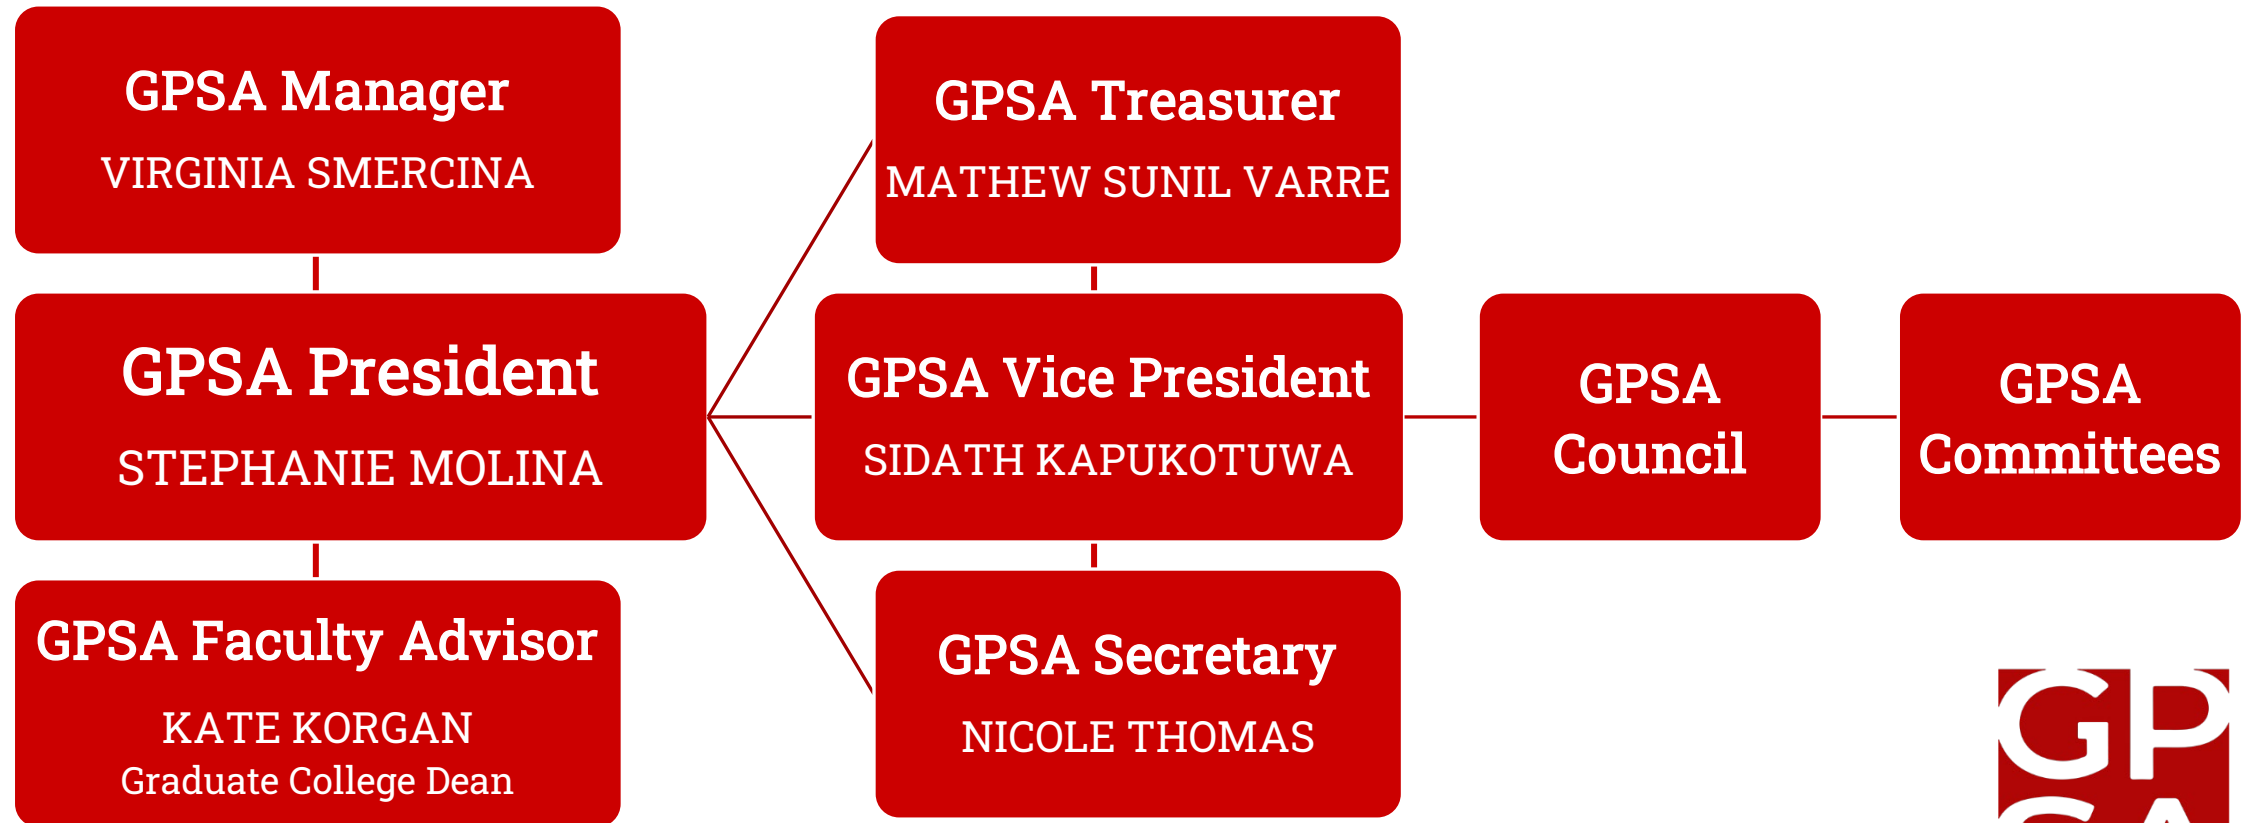 GPSA Manager
VIRGINIA SMERCINA
GPSA President
STEPHANIE MOLINA
GPSA Faculty Advisor
KATE KORGAN
Graduate College Dean
GPSA Treasurer
MATHEW SUNIL VARRE
GPSA Vice President
SIDATH KAPUKOTUWA
GPSA Secretary
NICOLE THOMAS
GPSA
Council
GPSA
Committees
GP
SA